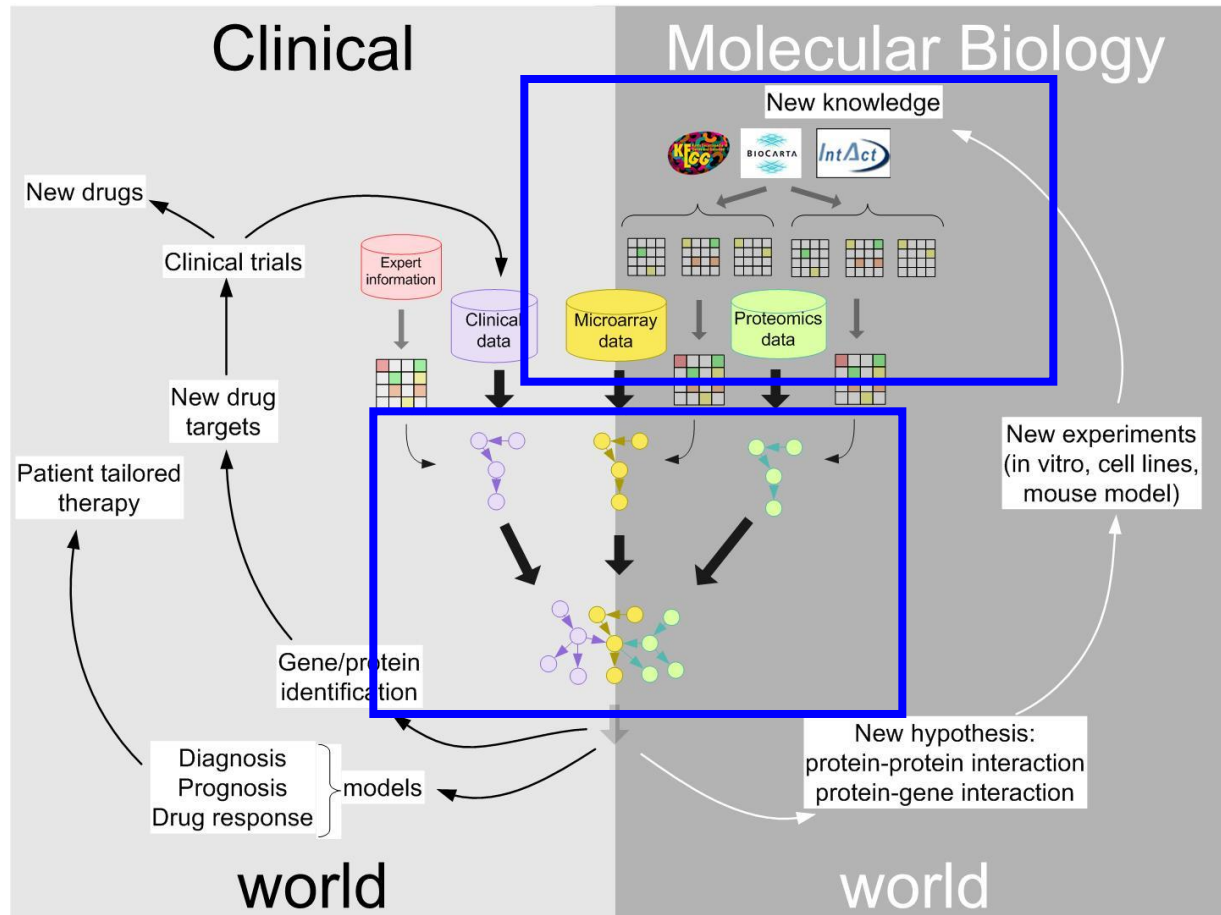 Clinical
Molecular Biology
New knowledge
KEGG
BIOCARTA
IntAct
New drugs
Clinical trials
Expert
information
Clinical
data
Microarray
data
Proteomics
data
New drug
targets
Patient tailored
therapy
New experiments
(in vitro, cell lines,
mouse model)
Gene/protein
identification
Diagnosis
Prognosis
Drug response
models
New hypothesis:
protein-protein interaction
protein-gene interaction
world
world